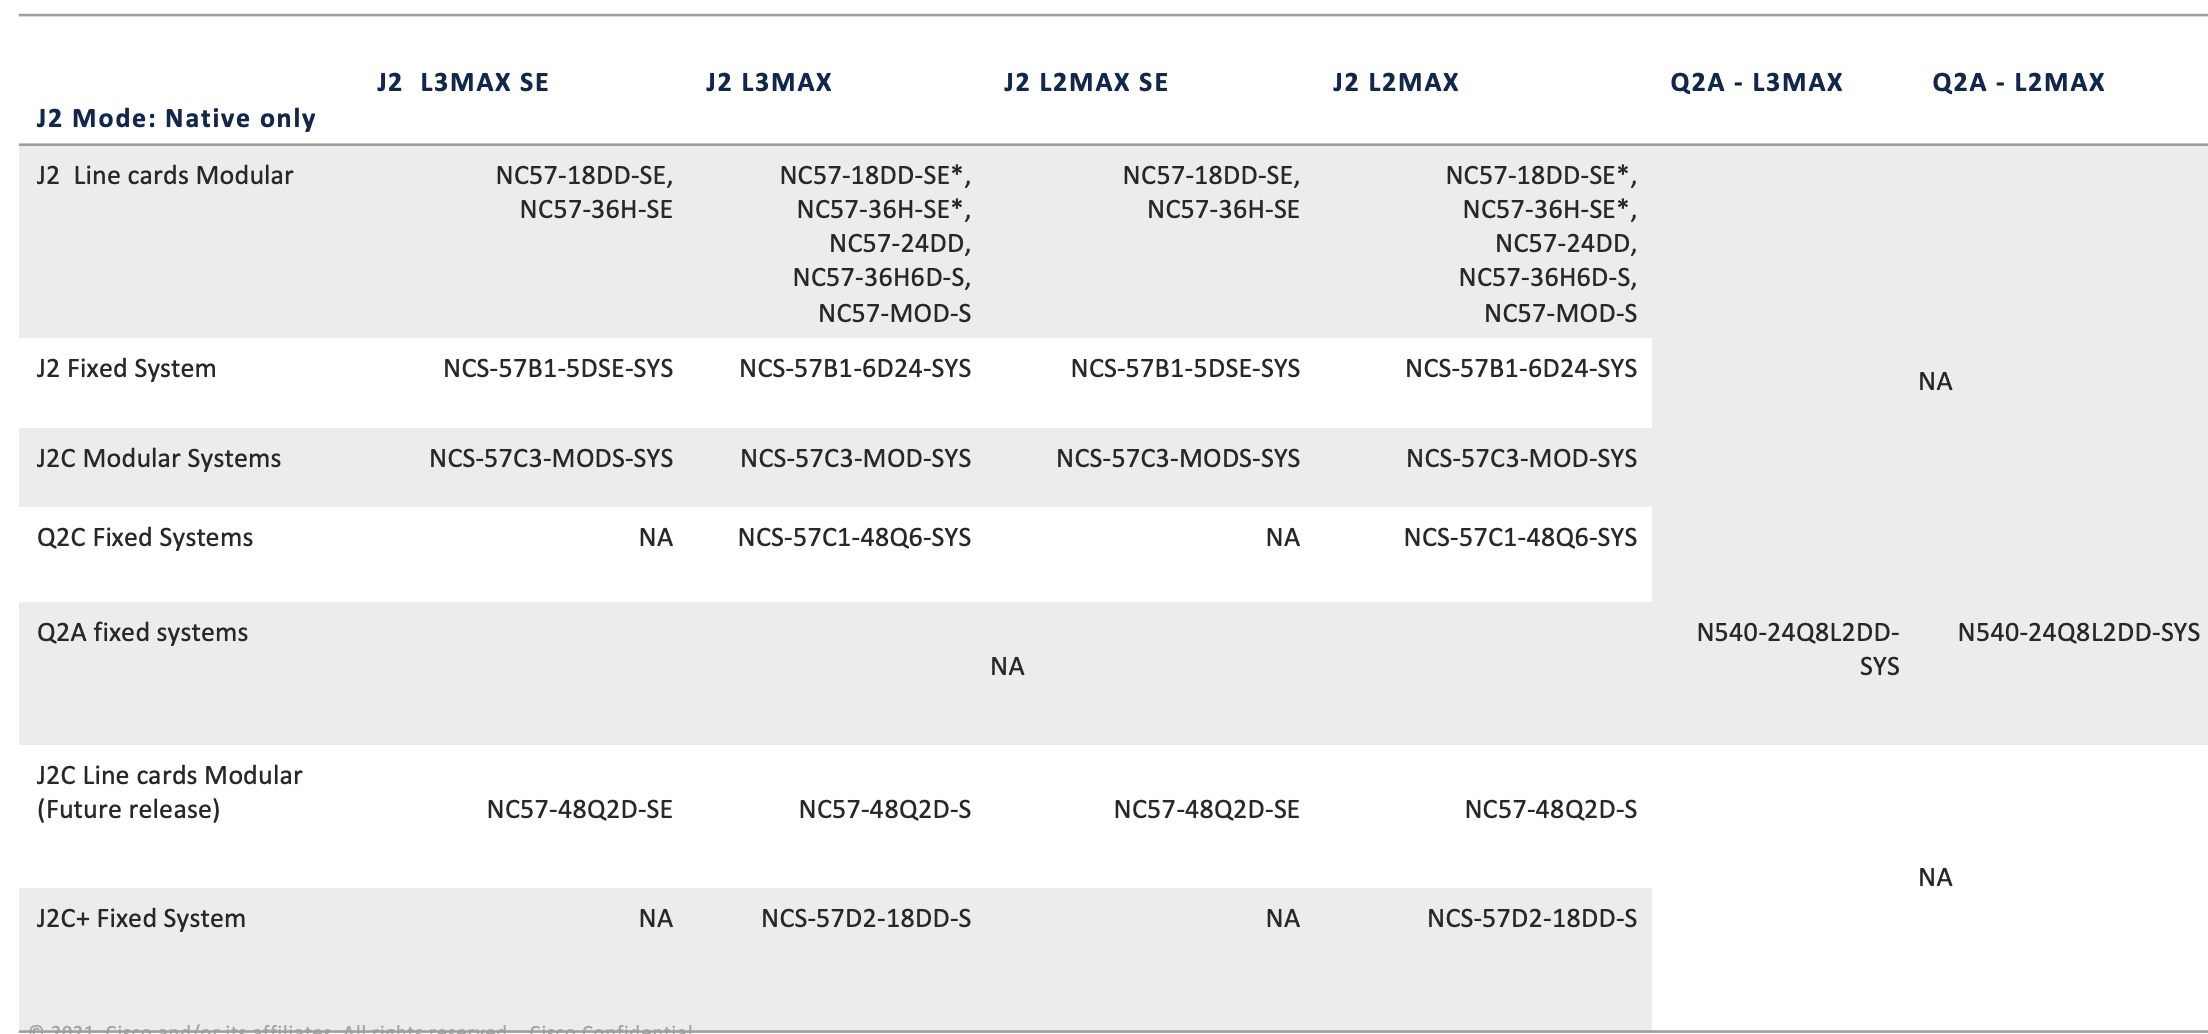 J2  L3MAX SE
J2 L3MAX
J2 L2MAX SE
J2 L2MAX
Q2A - L3MAX
Q2A - L2MAX
J2 Mode: Native only
J2  Line cards Modular
NC57-18DD-SE,
NC57-36H-SE
NC57-18DD-SE*,
NC57-36H-SE*,
NC57-24DD,
NC57-36H6D-S,
NC57-MOD-S
NC57-18DD-SE,
NC57-36H-SE
NC57-18DD-SE*,
NC57-36H-SE*,
NC57-24DD,
NC57-36H6D-S,
NC57-MOD-S
NA
J2 Fixed System
NCS-57B1-5DSE-SYS
NCS-57B1-6D24-SYS
NCS-57B1-5DSE-SYS
NCS-57B1-6D24-SYS
J2C Modular Systems
NCS-57C3-MODS-SYS
NCS-57C3-MOD-SYS
NCS-57C3-MODS-SYS
NCS-57C3-MOD-SYS
Q2C Fixed Systems
NA
NCS-57C1-48Q6-SYS
NA
NCS-57C1-48Q6-SYS
Q2A fixed systems
NA
N540-24Q8L2DD-
SYS
N540-24Q8L2DD-SYS
J2C Line cards Modular
(Future release)
NC57-48Q2D-SE
NC57-48Q2D-S
NC57-48Q2D-SE
NC57-48Q2D-S
NA
J2C+ Fixed System
NA
NCS-57D2-18DD-S
NA
NCS-57D2-18DD-S
© 2021  Cisco and/or its affiliates. All rights reserved.   Cisco Confidential